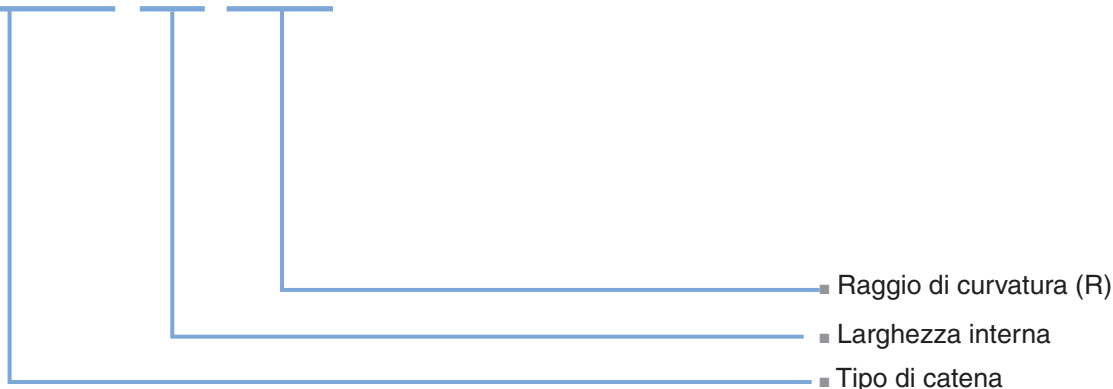 Raggio di curvatura (R)
Larghezza interna
Tipo di catena